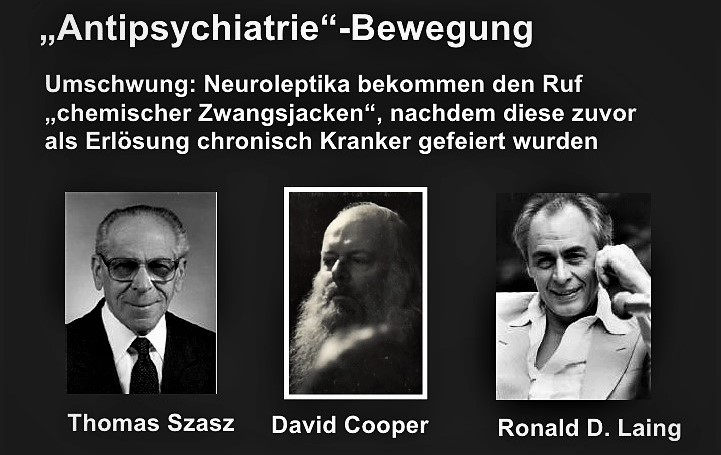 „Antipsychiatrie“-Bewegung
Umschwung: Neuroleptika bekommen den Ruf
„chemischer Zwangsjacken“, nachdem diese zuvor
als Erlösung chronisch Kranker gefeiert wurden
Thomas Szasz
David Cooper
Ronald D. Laing